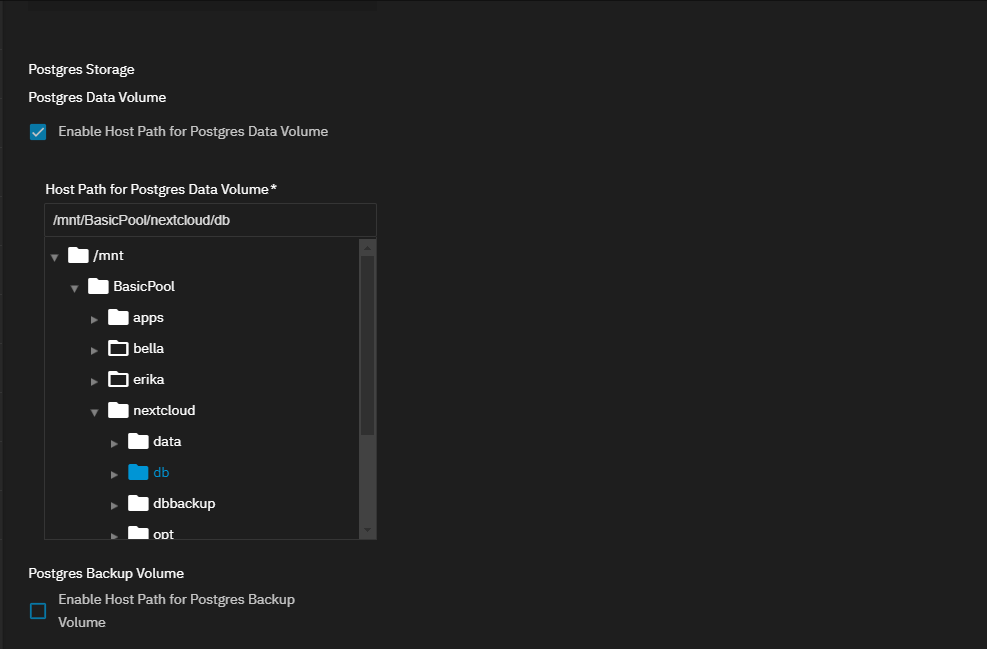 Postgres Storage
Postgres Data Volume
Enable Host Path for Postgres Data Volume
Host Path for Postgres Data Volume*
/mnt/BasicPool/nextcloud/db
/mnt
BasicPool
apps
bella
erika
nextcloud
data
db
dbbackup
opt
Postgres Backup Volume
Enable Host Path for Postgres Backup
Volume